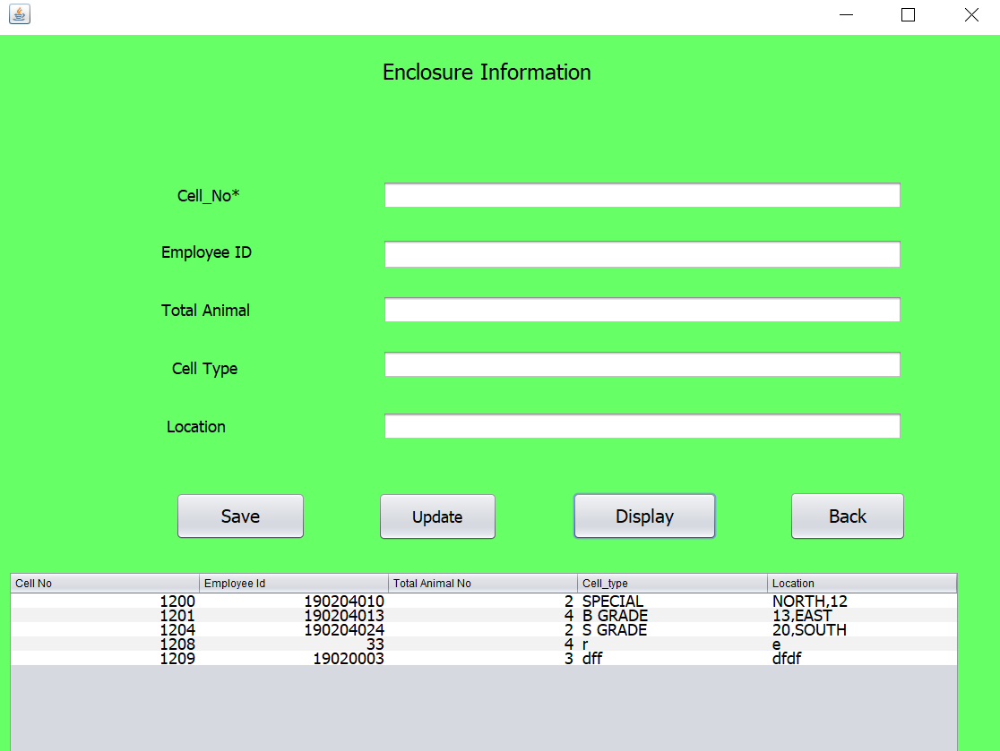 Enclosure Information
Cell_No*
Employee ID
Total Animal
Cell Type
Location
Save Update Display Back
Cell No Employee Id Total Animal No Cell_type Location
1200 190204010 2 SPECIAL NORTH,12
1201 190204013 4 B GRADE 13,EAST
1204 190204024 2 S GRADE 20,SOUTH
1208 33 4 r e
1209 19020003 3 dff dfdf